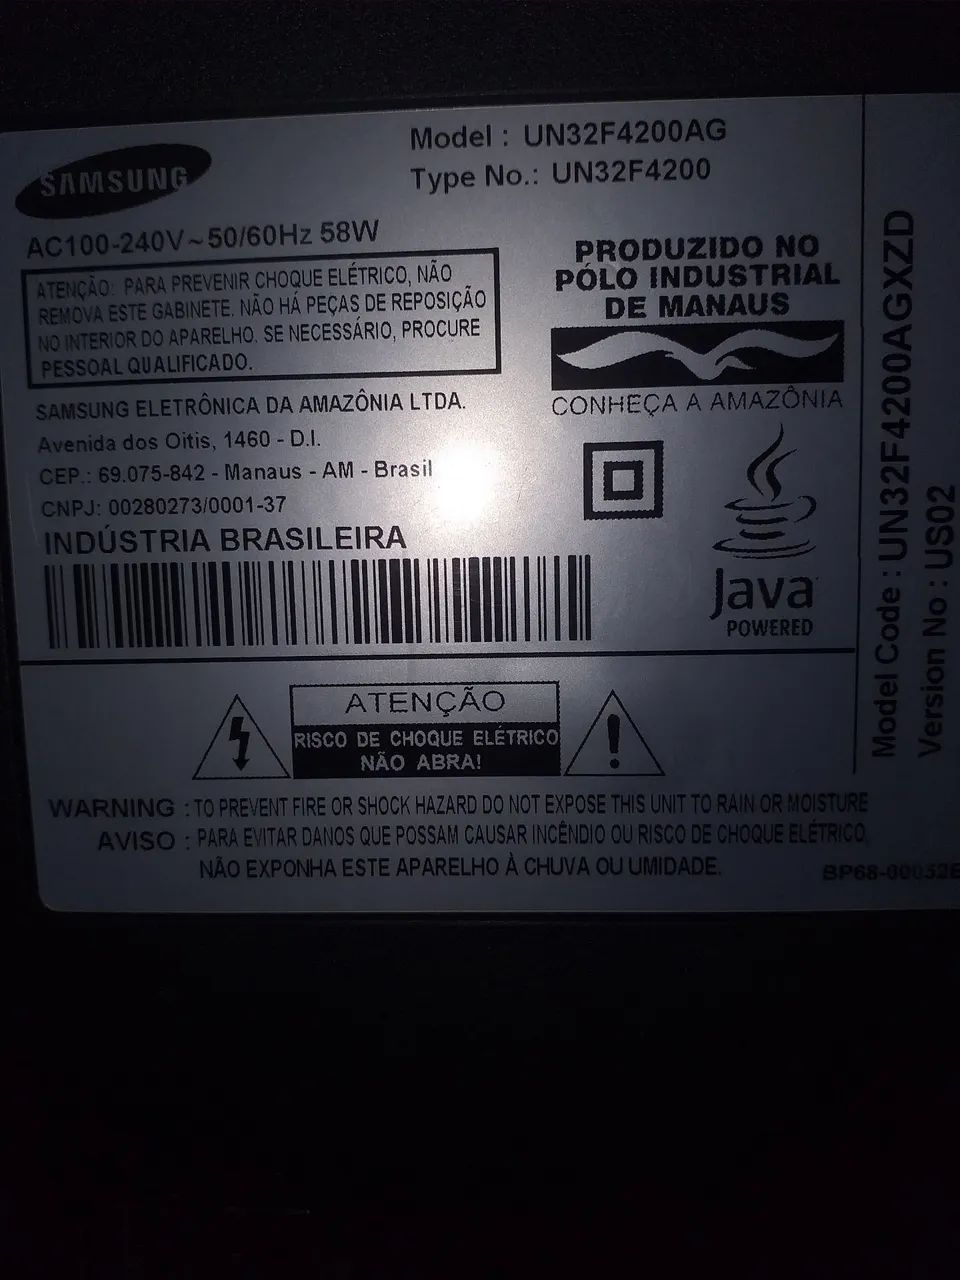 SAMSUNG
Model : UN32F4200AG
Type No.: UN32F4200
AC100-240V~50/60Hz 58W
ATENÇÃO: PARA PREVENIR CHOQUE ELÉTRICO, NÃO
REMOVA ESTE GABINETE. NÃO HÁ PEÇAS DE REPOSIÇÃO
NO INTERIOR DO APARELHO. SE NECESSÁRIO, PROCURE
PESSOAL QUALIFICADO.
PRODUZIDO NO
PÓLO INDUSTRIAL
DE MANAUS
CONHEÇA A AMAZÔNIA
SAMSUNG ELETRÔNICA DA AMAZÔNIA LTDA.
Avenida dos Oitis, 1460 - D.I.
CEP.: 69.075-842 - Manaus - AM - Brasil
CNPJ: 00280273/0001-37
INDÚSTRIA BRASILEIRA
Java
POWERED
ATENÇÃO
RISCO DE CHOQUE ELÉTRICO
NÃO ABRA!
WARNING : TO PREVENT FIRE OR SHOCK HAZARD DO NOT EXPOSE THIS UNIT TO RAIN OR MOISTURE
AVISO : PARA EVITAR DANOS QUE POSSAM CAUSAR INCÊNDIO OU RISCO DE CHOQUE ELÉTRICO,
NÃO EXPONHA ESTE APARELHO À CHUVA OU UMIDADE.
Model Code : UN32F4200AGXZD
Version No : US02